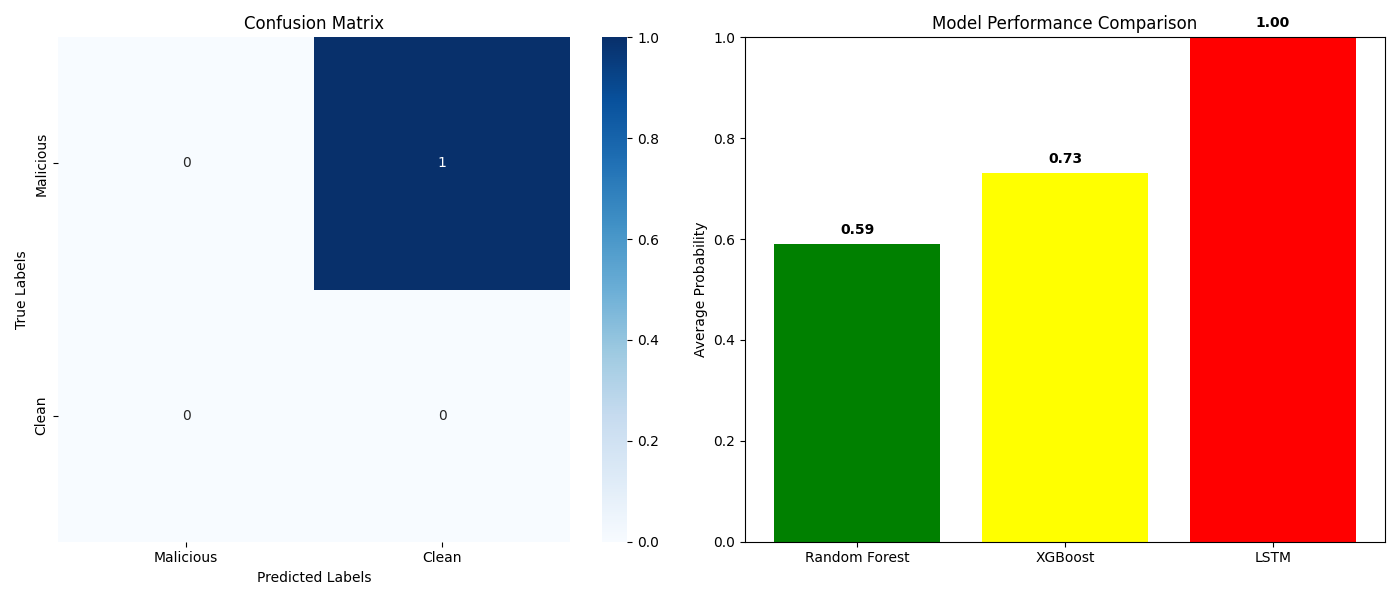 Confusion Matrix
True Labels
Malicious
Clean
0
1
0
0
Malicious
Clean
Predicted Labels
1.0
0.8
0.6
0.4
0.2
0.0
Model Performance Comparison
Average Probability
1.0
0.8
0.6
0.4
0.2
0.0
0.59
0.73
1.00
Random Forest
XGBoost
LSTM